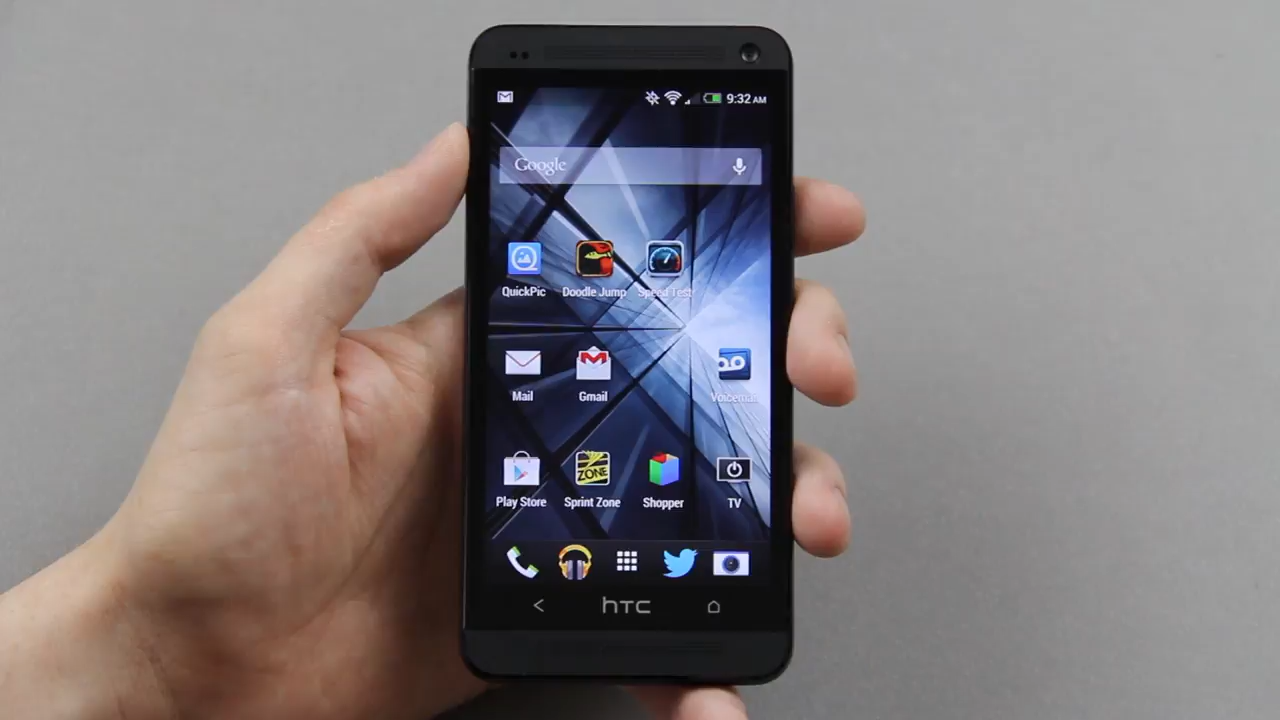 9:32 AM
Google
QuickPic Doodle Jump Speed Test
Mail Gmail Voicemail
ZONE
Play Store Sprint Zone Shopper TV
hTC